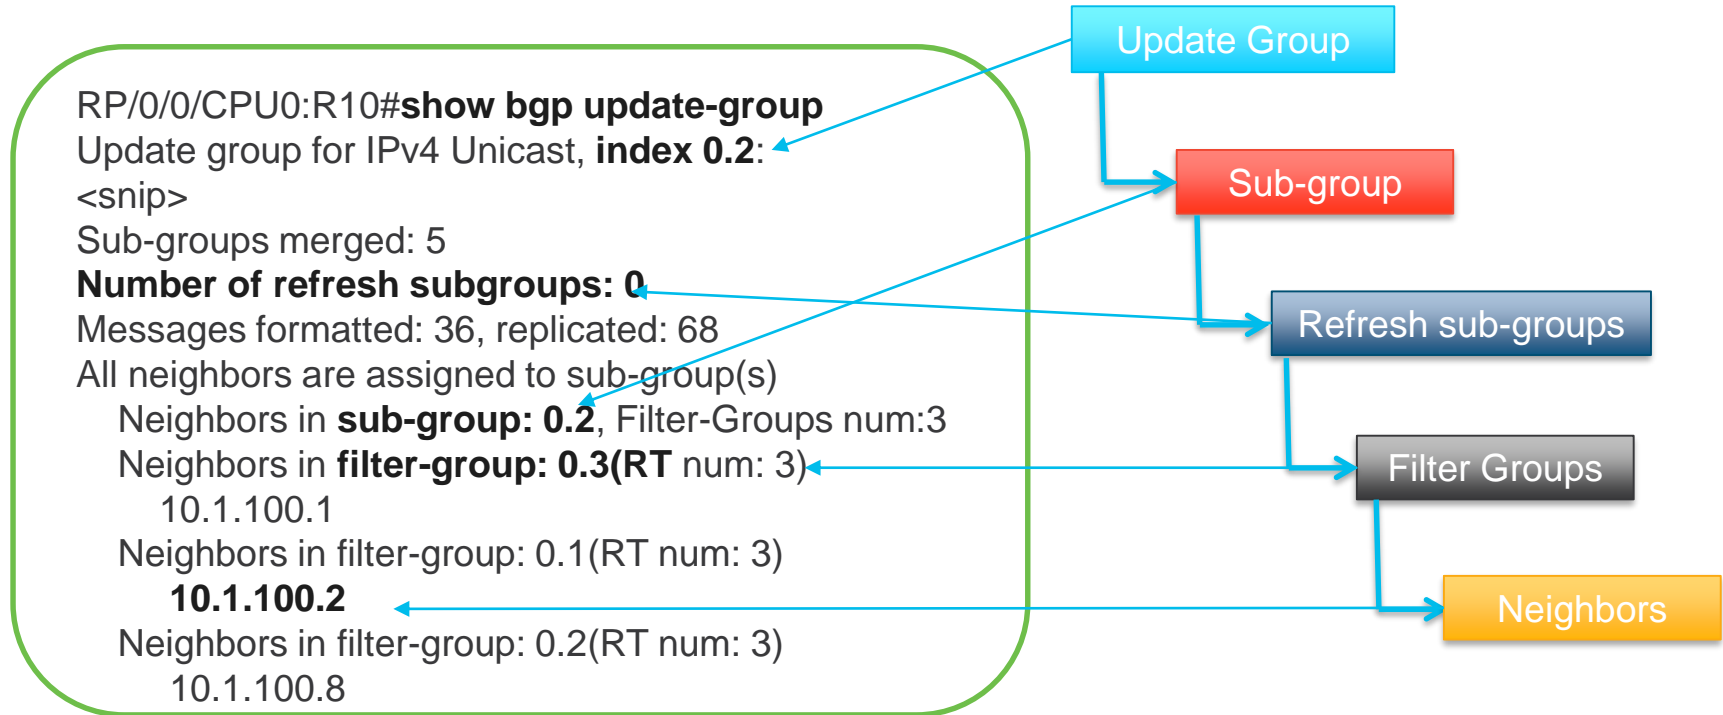 RP/0/0/CPU0:R10#show bgp update-group
Update group for IPv4 Unicast, index 0.2:
<snip>
Sub-groups merged: 5
Number of refresh subgroups: 0
Messages formatted: 36, replicated: 68
All neighbors are assigned to sub-group(s)
Neighbors in sub-group: 0.2, Filter-Groups num:3
Neighbors in filter-group: 0.3(RT num: 3)
10.1.100.1
Neighbors in filter-group: 0.1(RT num: 3)
10.1.100.2
Neighbors in filter-group: 0.2(RT num: 3)
10.1.100.8
Update Group
Sub-group
Refresh sub-groups
Filter Groups
Neighbors